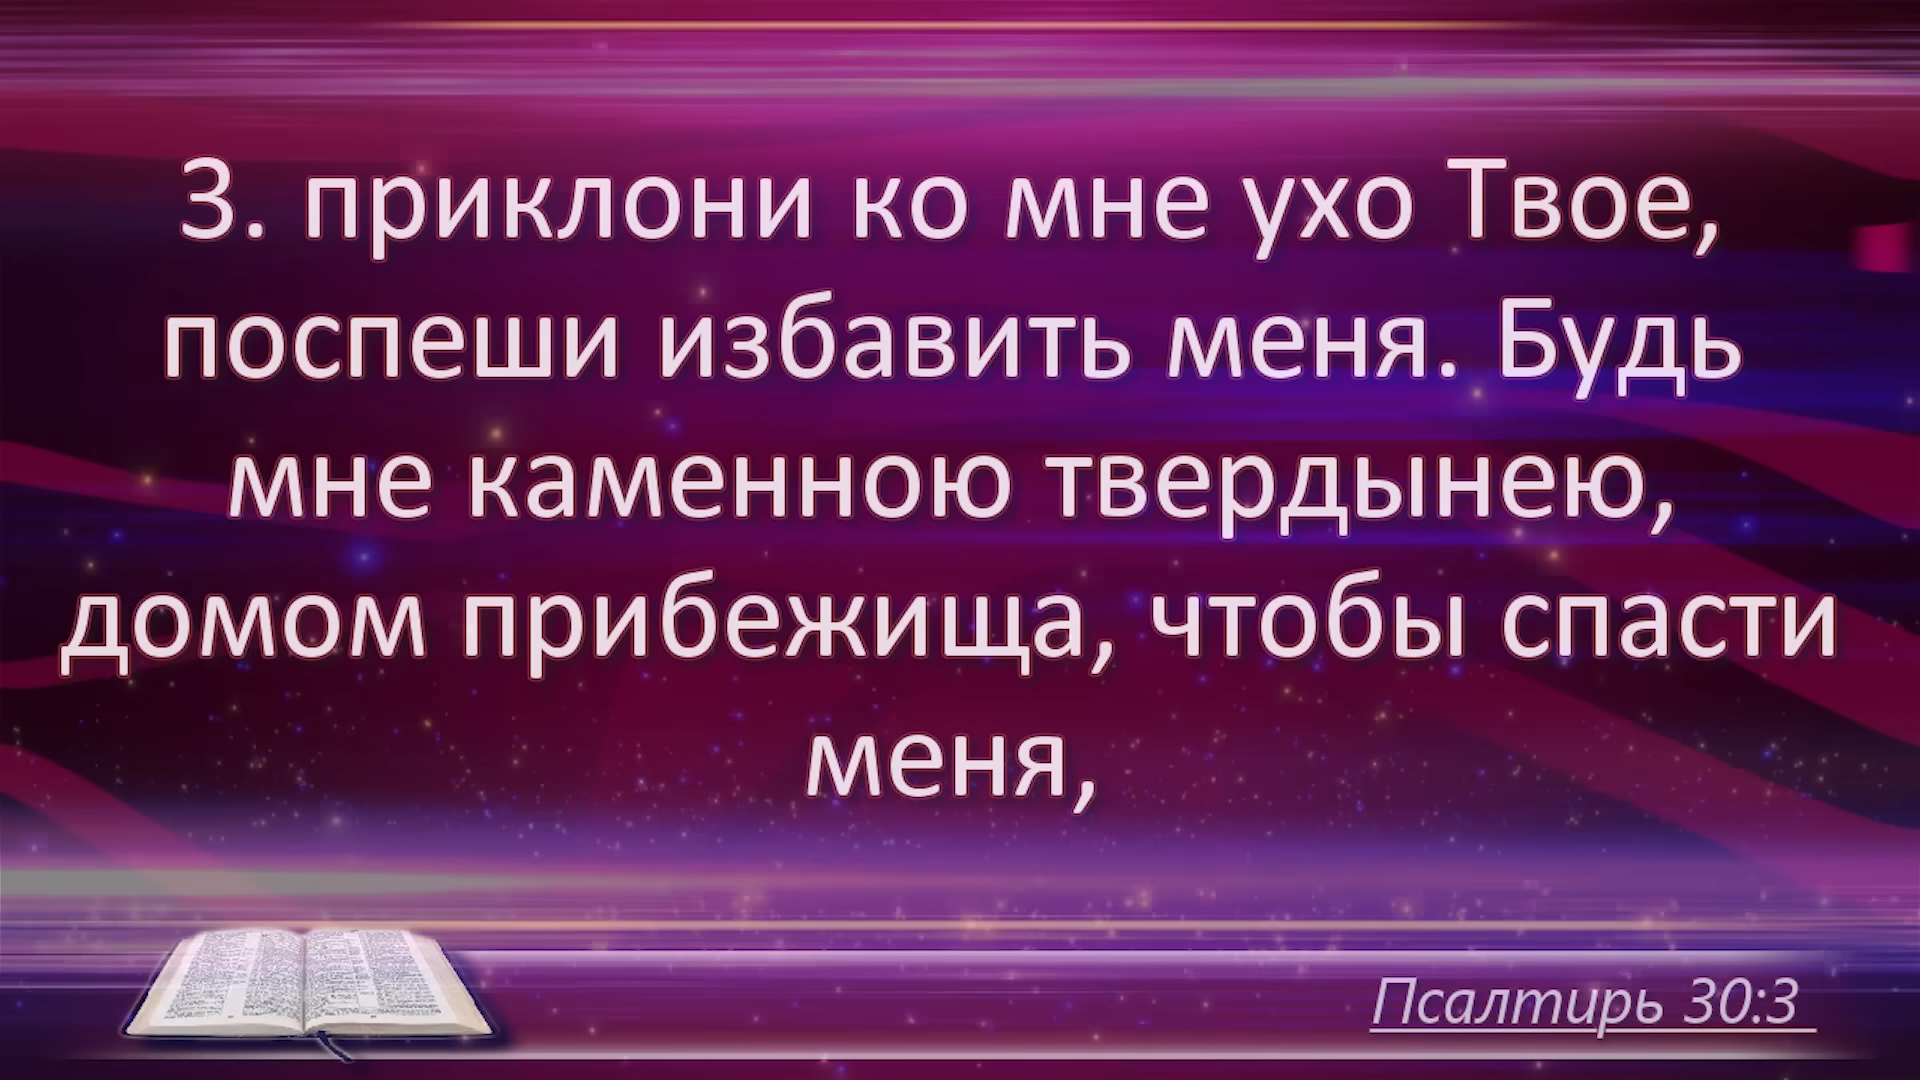 3. приклони ко мне ухо Твое,
поспеши избавить меня. Будь
мне каменною твердынею,
домом прибежища, чтобы спасти
меня,
Псалтирь 30:3